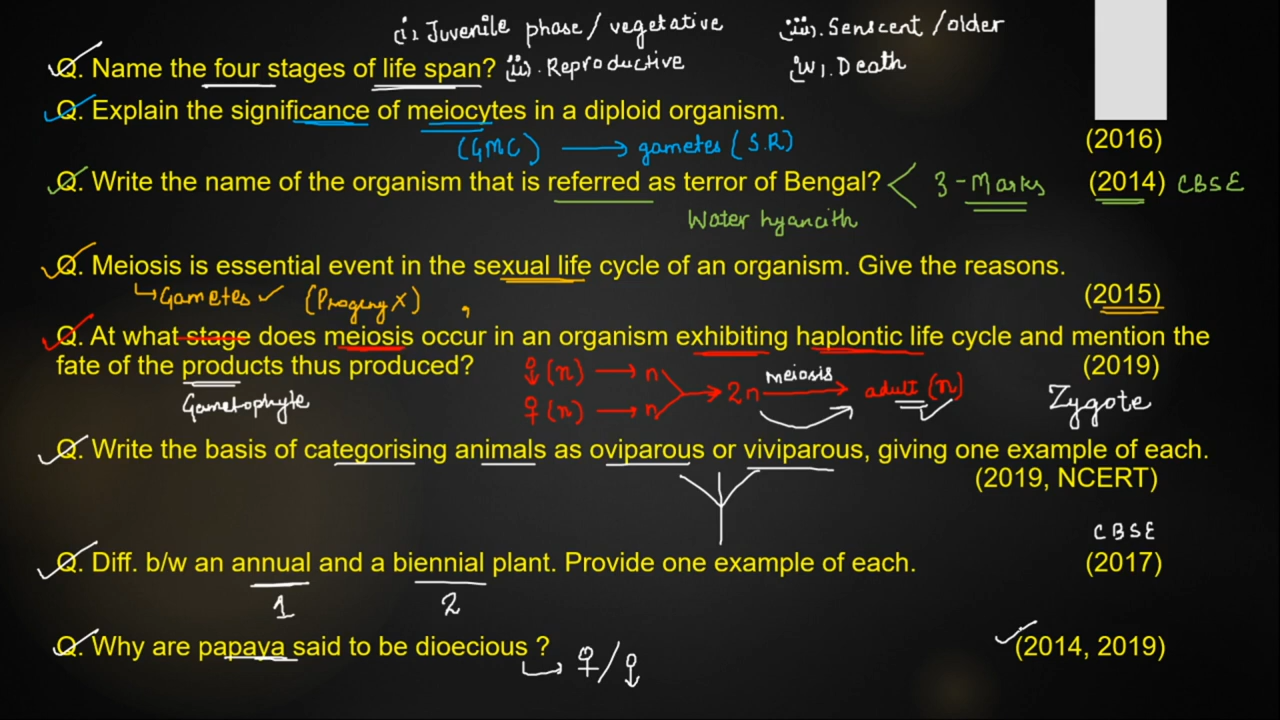 (i). Juvenile phase / vegetative (iii). Senscent / older
Q. Name the four stages of life span? (ii). Reproductive (iv). Death
Q. Explain the significance of meiocytes in a diploid organism.
(GMC) → gametes (S.R) (2016)
Q. Write the name of the organism that is referred as terror of Bengal? < 3 - Marks (2014) CBSE
Water hyancith
Q. Meiosis is essential event in the sexual life cycle of an organism. Give the reasons.
↳ Gametes ✓ (Progeny X) (2015)
Q. At what stage does meiosis occur in an organism exhibiting haplontic life cycle and mention the
fate of the products thus produced? (2019)
♂ (n) → n
Gametophyte 2n meiosis → adult (n) Zygote
♀ (n) → n
Q. Write the basis of categorising animals as oviparous or viviparous, giving one example of each.
(2019, NCERT)
CBSE
Q. Diff. b/w an annual and a biennial plant. Provide one example of each. (2017)
1 2
Q. Why are papaya said to be dioecious ? (2014, 2019)
↳ ♀/♂